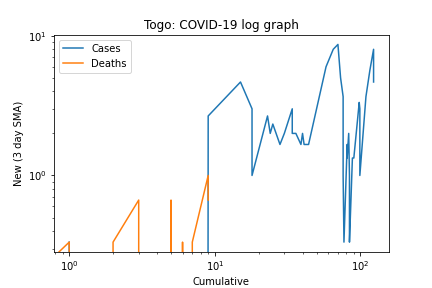 Togo: COVID-19 log graph
Cases
Deaths
New (3 day SMA)
10¹
10⁰
10⁰
10¹
10²
Cumulative